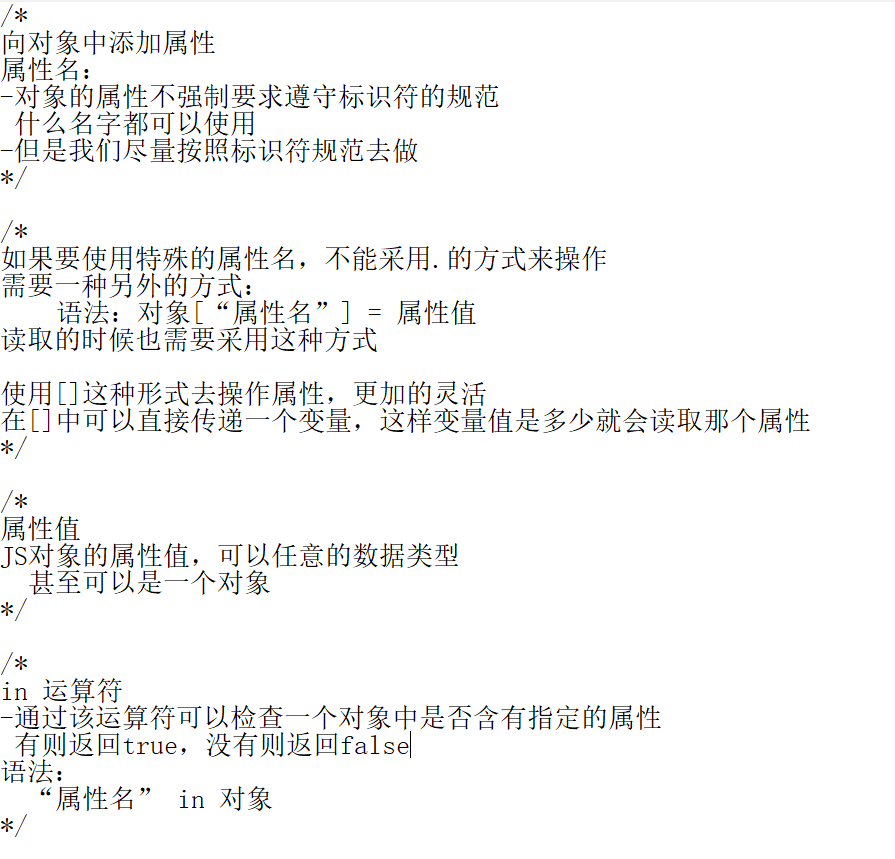 /*
向对象中添加属性
属性名：
-对象的属性不强制要求遵守标识符的规范
 什么名字都可以使用
-但是我们尽量按照标识符规范去做
*/

/*
如果要使用特殊的属性名，不能采用.的方式来操作
需要一种另外的方式：
    语法：对象[“属性名”] = 属性值
读取的时候也需要采用这种方式

使用[]这种形式去操作属性，更加的灵活
在[]中可以直接传递一个变量，这样变量值是多少就会读取那个属性
*/

/*
属性值
JS对象的属性值，可以任意的数据类型
  甚至可以是一个对象
*/

/*
in 运算符
-通过该运算符可以检查一个对象中是否含有指定的属性
 有则返回true，没有则返回false
语法：
  “属性名” in 对象
*/